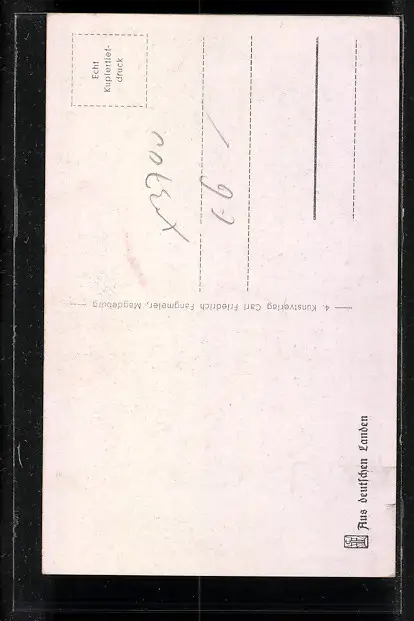 Echt
Kupfertief-
druck
4. Kunstverlag Carl Friedrich Fangmeier, Magdeburg
Aus deutschen Landen